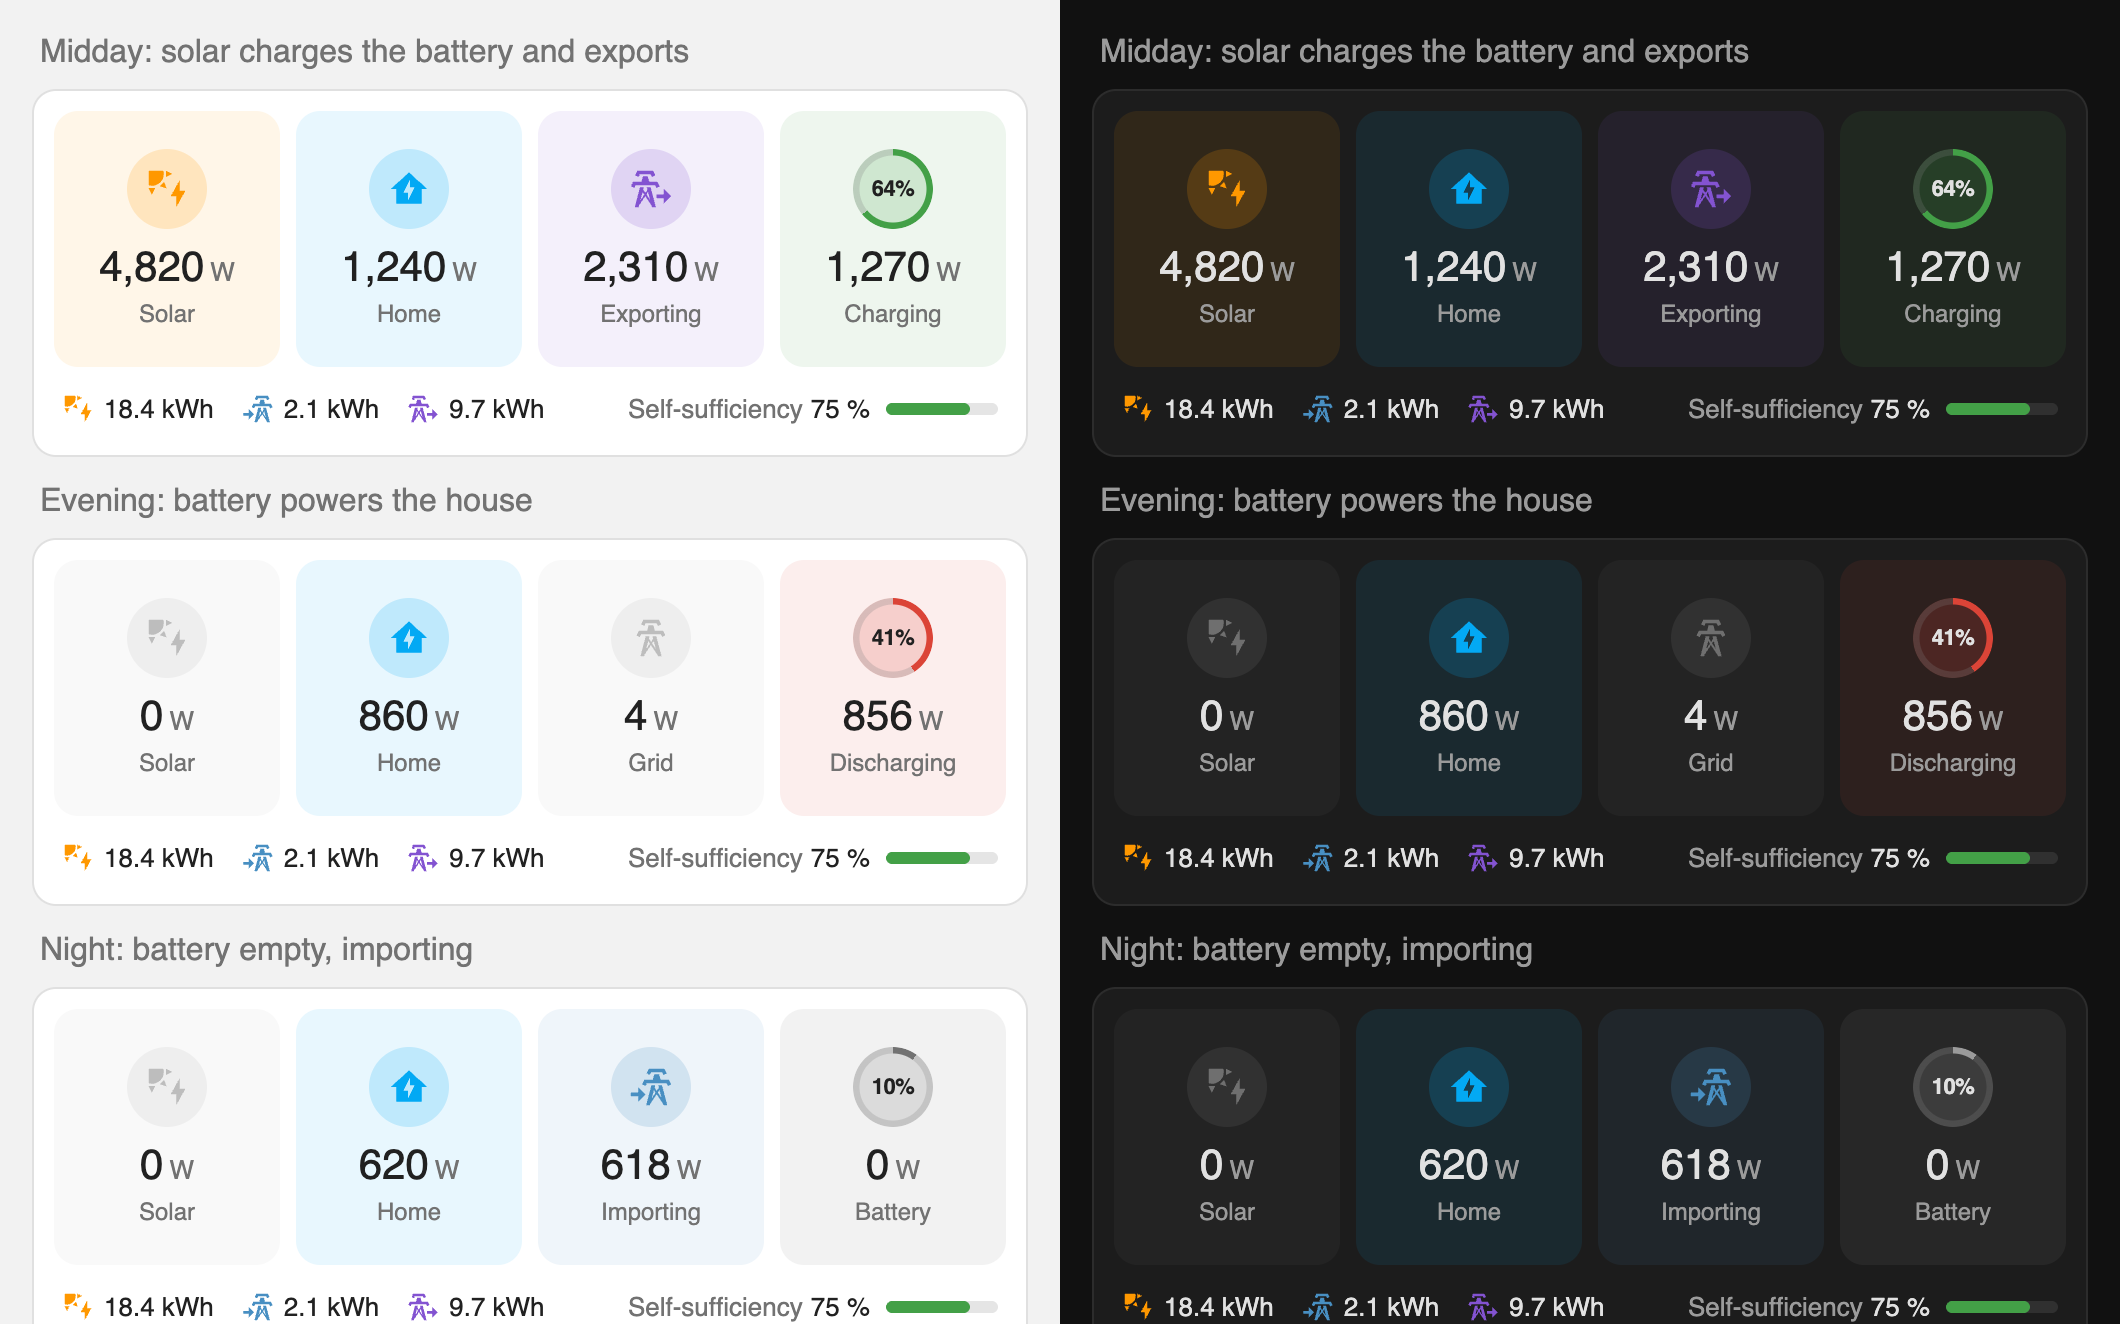 Midday: solar charges the battery and exports
64%
4,820 W 1,240 W 2,310 W 1,270 W
Solar Home Exporting Charging
18.4 kWh 2.1 kWh 9.7 kWh Self-sufficiency 75 %
Evening: battery powers the house
41%
0 W 860 W 4 W 856 W
Solar Home Grid Discharging
18.4 kWh 2.1 kWh 9.7 kWh Self-sufficiency 75 %
Night: battery empty, importing
10%
0 W 620 W 618 W 0 W
Solar Home Importing Battery
18.4 kWh 2.1 kWh 9.7 kWh Self-sufficiency 75 %
Midday: solar charges the battery and exports
64%
4,820 W 1,240 W 2,310 W 1,270 W
Solar Home Exporting Charging
18.4 kWh 2.1 kWh 9.7 kWh Self-sufficiency 75 %
Evening: battery powers the house
41%
0 W 860 W 4 W 856 W
Solar Home Grid Discharging
18.4 kWh 2.1 kWh 9.7 kWh Self-sufficiency 75 %
Night: battery empty, importing
10%
0 W 620 W 618 W 0 W
Solar Home Importing Battery
18.4 kWh 2.1 kWh 9.7 kWh Self-sufficiency 75 %